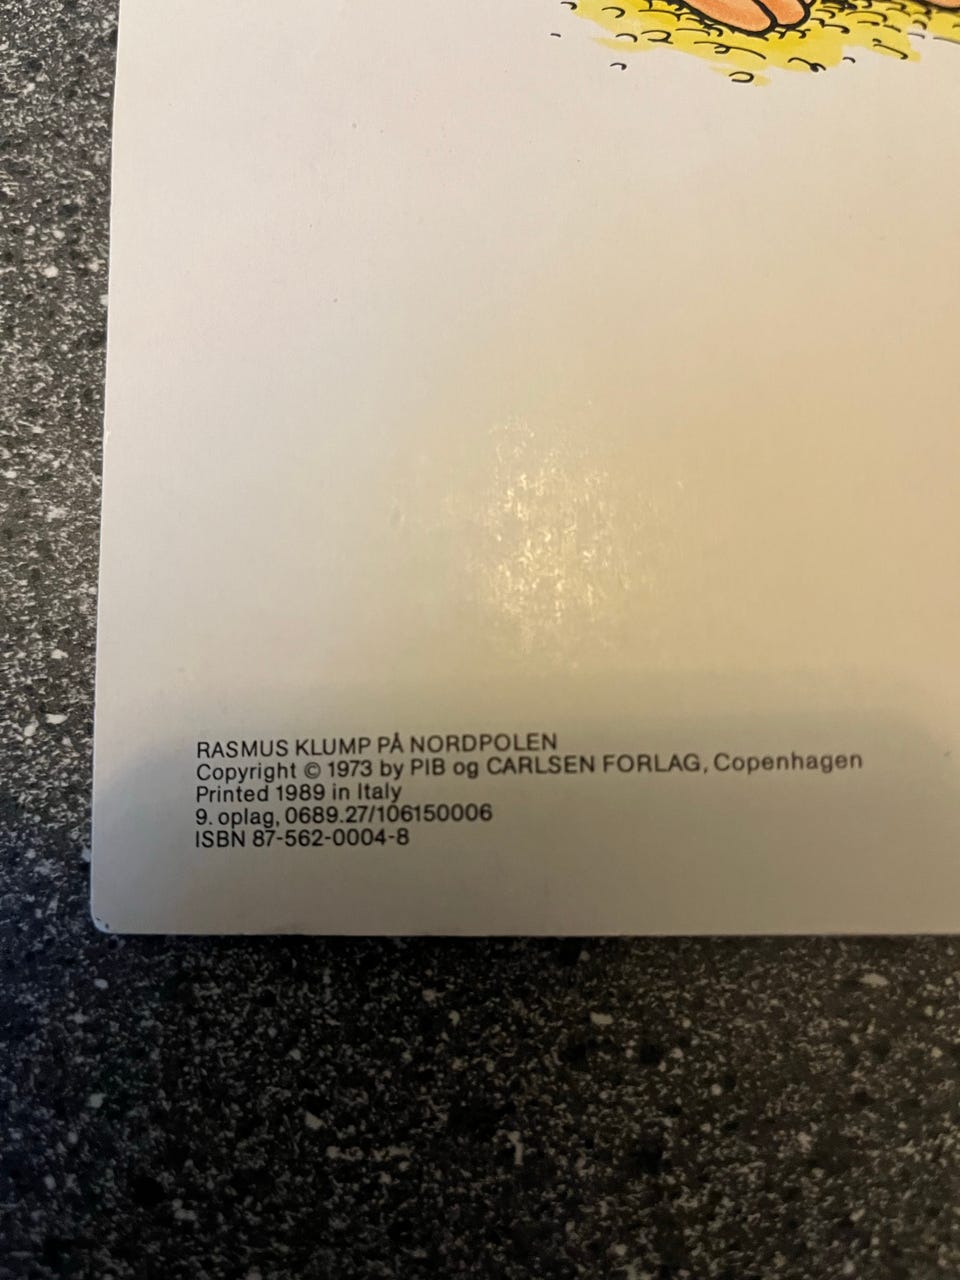 RASMUS KLUMP PÅ NORDPOLEN
Copyright © 1973 by PIB og CARLSEN FORLAG, Copenhagen
Printed 1989 in Italy
9. oplag, 0689.27/106150006
ISBN 87-562-0004-8